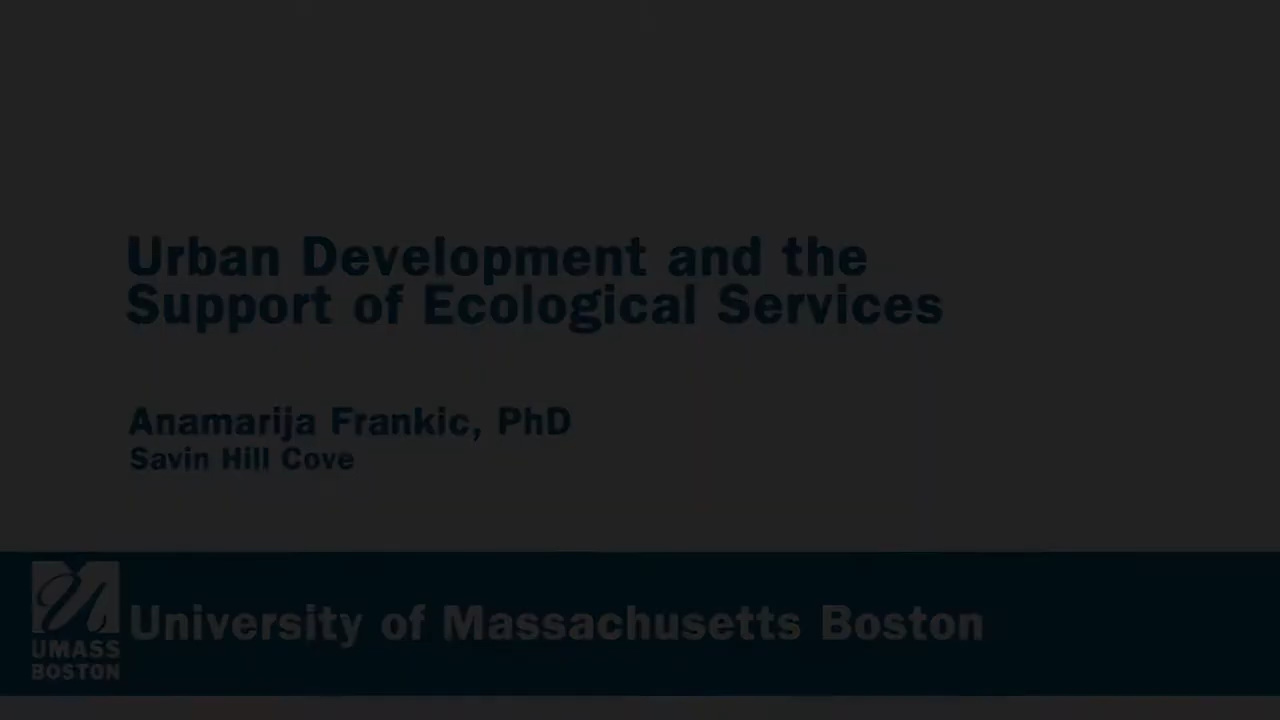 Urban Development and the
Support of Ecological Services
Anamarija Frankic, PhD
Savin Hill Cove
University of Massachusetts Boston
UMASS
BOSTON